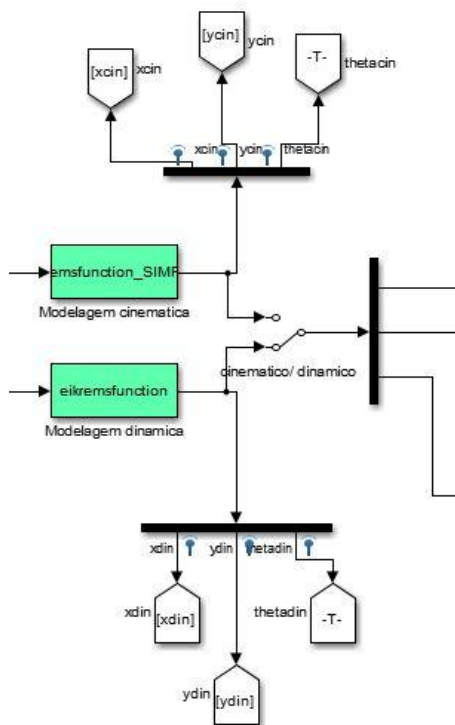 [ycin]
ycin
[xcin]
xcin
-T-
thetacin
xcin
ycin
thetacin
emsfunction_SIMF
Modelagem cinematica
cinematico/ dinamico
eikremsfunction
Modelagem dinamica
xdin
ydin
thetadin
xdin
[xdin]
thetadin
-T-
ydin
[ydin]